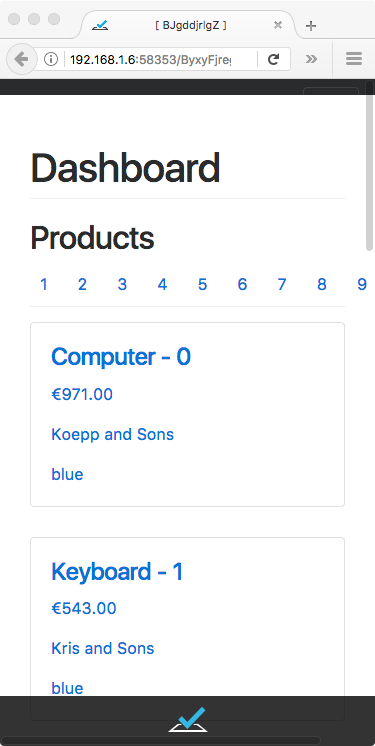 [ BJgddjrlgZ ]
192.168.1.6:58353/ByxyFjreg
Dashboard
Products
1 2 3 4 5 6 7 8 9
Computer - 0
€971.00
Koepp and Sons
blue
Keyboard - 1
€543.00
Kris and Sons
blue